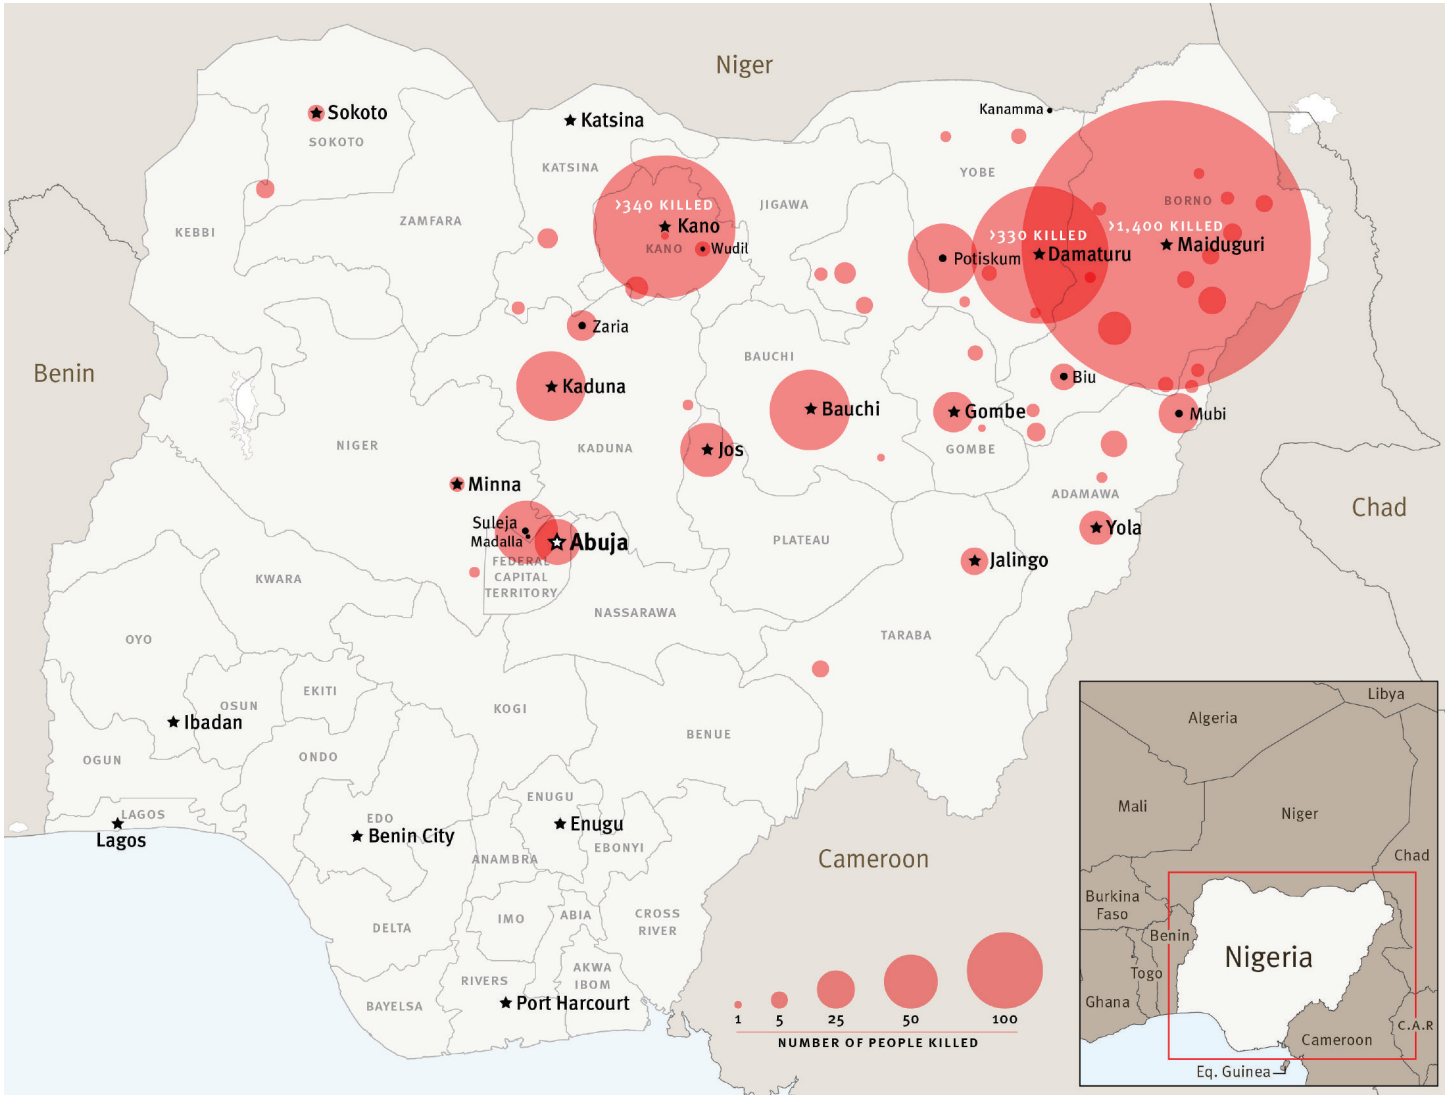 Niger
Kanamma
Sokoto
SOKOTO
Katsina
KATSINA
YOBE
>340 KILLED
Kano
KANO
Wudil
JIGAWA
BORNO
>1,400 KILLED
Maiduguri
>330 KILLED
Damaturu
Potiskum
ZAMFARA
KEBBI
Zaria
BAUCHI
Benin
Kaduna
Bauchi
Gombe
Biu
Mubi
NIGER
KADUNA
Jos
GOMBE
Minna
ADAMAWA
Chad
Suleja
Madalla
Abuja
FEDERAL
CAPITAL
TERRITORY
PLATEAU
Yola
Jalingo
KWARA
NASSARAWA
OYO
TARABA
EKITI
OSUN
Ibadan
KOGI
BENUE
OGUN
ONDO
LAGOS
Lagos
EDO
Benin City
ENUGU
Enugu
EBONYI
ANAMBRA
Cameroon
DELTA
IMO
ABIA
CROSS
RIVER
RIVERS
AKWA
IBOM
BAYELSA
Port Harcourt
1
5
25
50
100
NUMBER OF PEOPLE KILLED
Libya
Algeria
Mali
Niger
Chad
Burkina
Faso
Benin
Togo
Ghana
Nigeria
C.A.R
Cameroon
Eq. Guinea